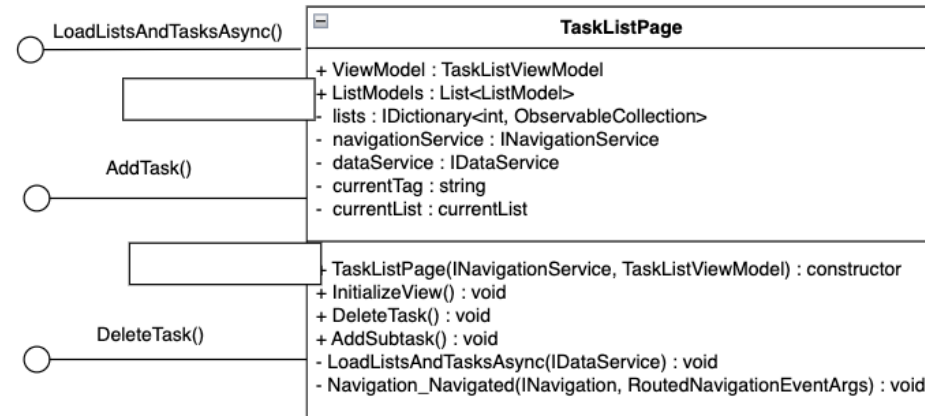 LoadListsAndTasksAsync()
TaskListPage
+ ViewModel : TaskListViewModel
+ ListModels : List<ListModel>
- lists : IDictionary<int, ObservableCollection>
- navigationService : INavigationService
- dataService : IDataService
- currentTag : string
- currentList : currentList
AddTask()
+ TaskListPage(INavigationService, TaskListViewModel) : constructor
+ InitializeView() : void
+ DeleteTask() : void
+ AddSubtask() : void
- LoadListsAndTasksAsync(IDataService) : void
- Navigation_Navigated(INavigation, RoutedNavigationEventArgs) : void
DeleteTask()